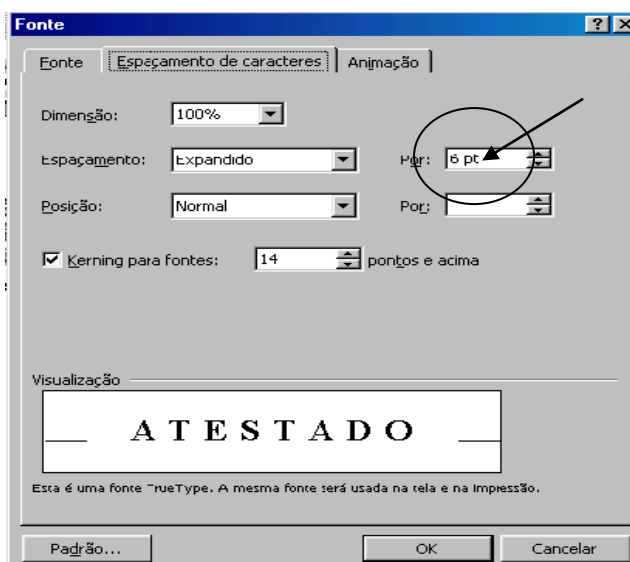 Fonte
Fonte Espaçamento de caracteres Animação
Dimensão: 100%
Espaçamento: Expandido Por: 6 pt
Posição: Normal Por:
Kerning para fontes: 14 pontos e acima
Visualização
ATESTADO
Esta é uma fonte TrueType. A mesma fonte será usada na tela e na impressão.
Padrão... OK Cancelar